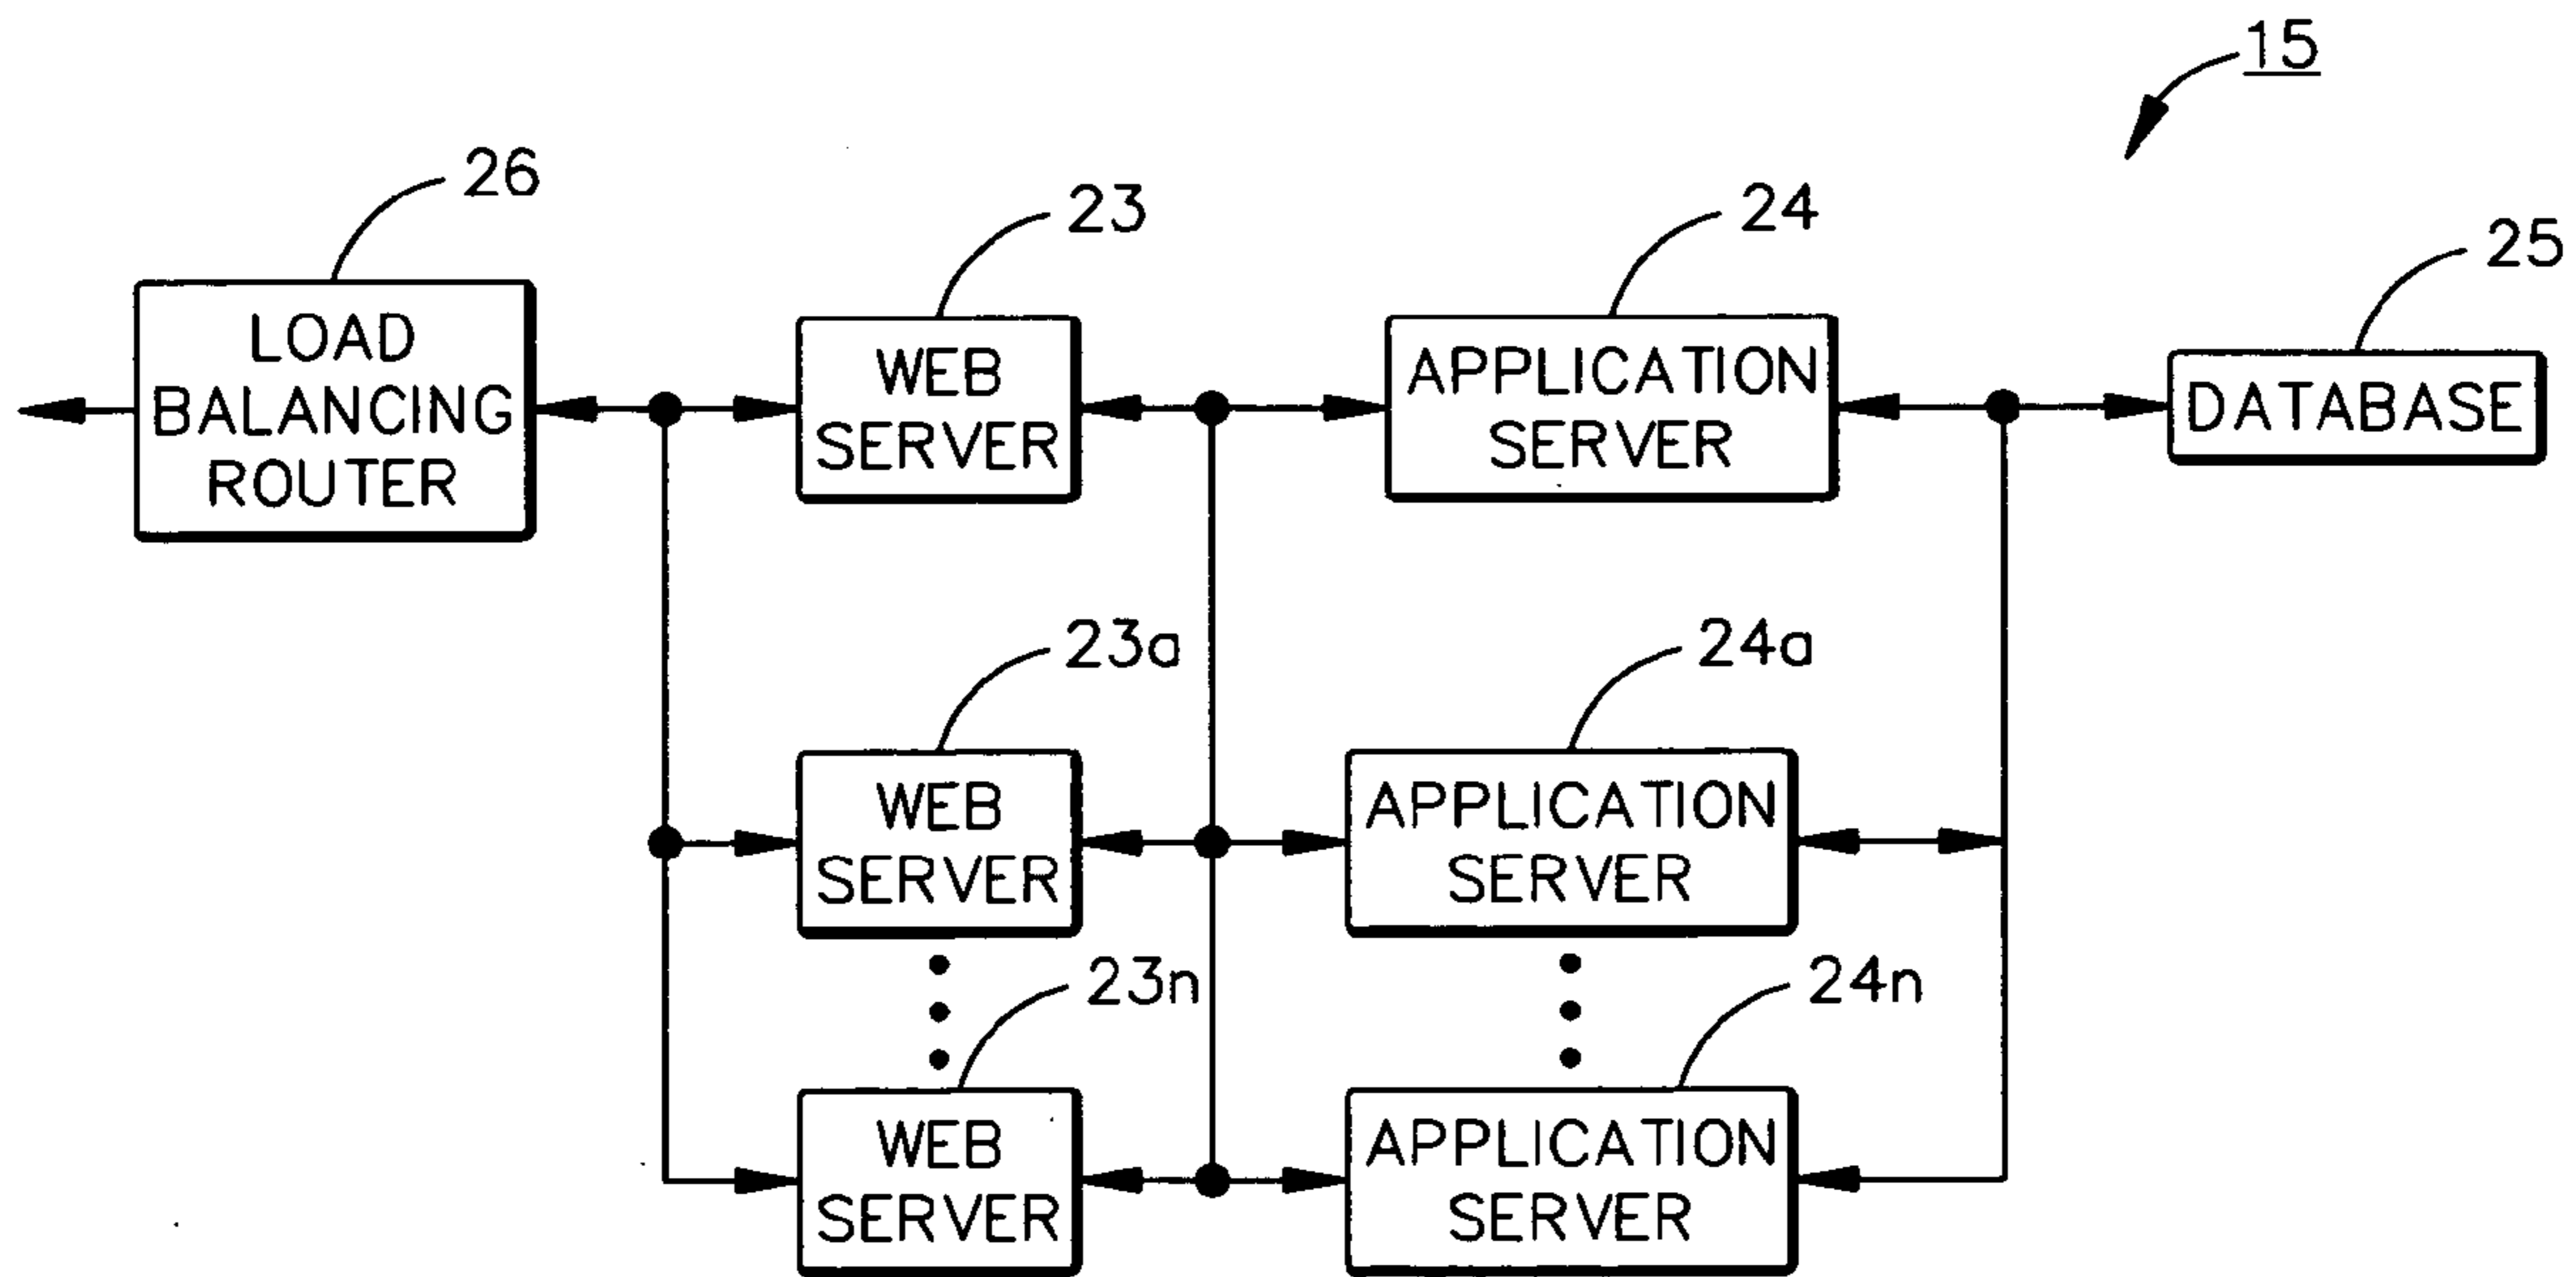 15
26
23
24
25
LOAD
BALANCING
ROUTER
WEB
SERVER
APPLICATION
SERVER
DATABASE
23a
24a
WEB
SERVER
APPLICATION
SERVER
23n
24n
WEB
SERVER
APPLICATION
SERVER